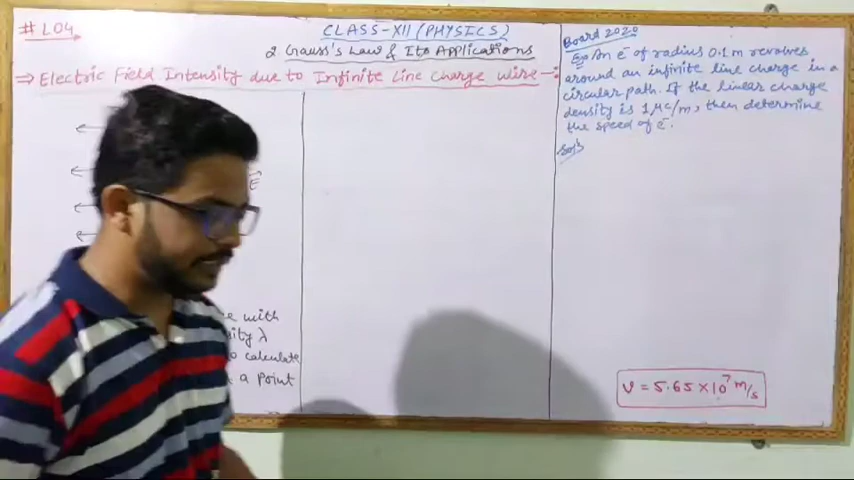 # L04
CLASS-XII (PHYSICS)
2 Gauss's Law & Its Applications
⇒ Electric Field Intensity due to Infinite Line Charge wire -:
E
e with
ity λ
o calculate
a point
Board 2020
Eg. An e⁻ of radius 0.1 m revolves
around an infinite line charge in a
circular path. If the linear charge
density is 1 μc/m, then determine
the speed of e⁻.
Sol:
V = 5.65 × 10⁷ m/s